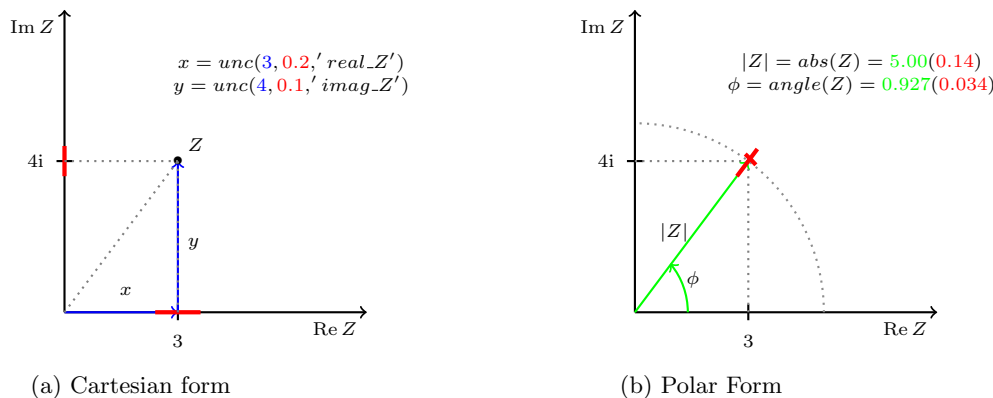 Im Z
x = unc(3, 0.2,′ real_Z′)
y = unc(4, 0.1,′ imag_Z′)
4i
Z
y
x
Re Z
3
(a) Cartesian form
Im Z
|Z| = abs(Z) = 5.00(0.14)
ϕ = angle(Z) = 0.927(0.034)
4i
|Z|
ϕ
Re Z
3
(b) Polar Form